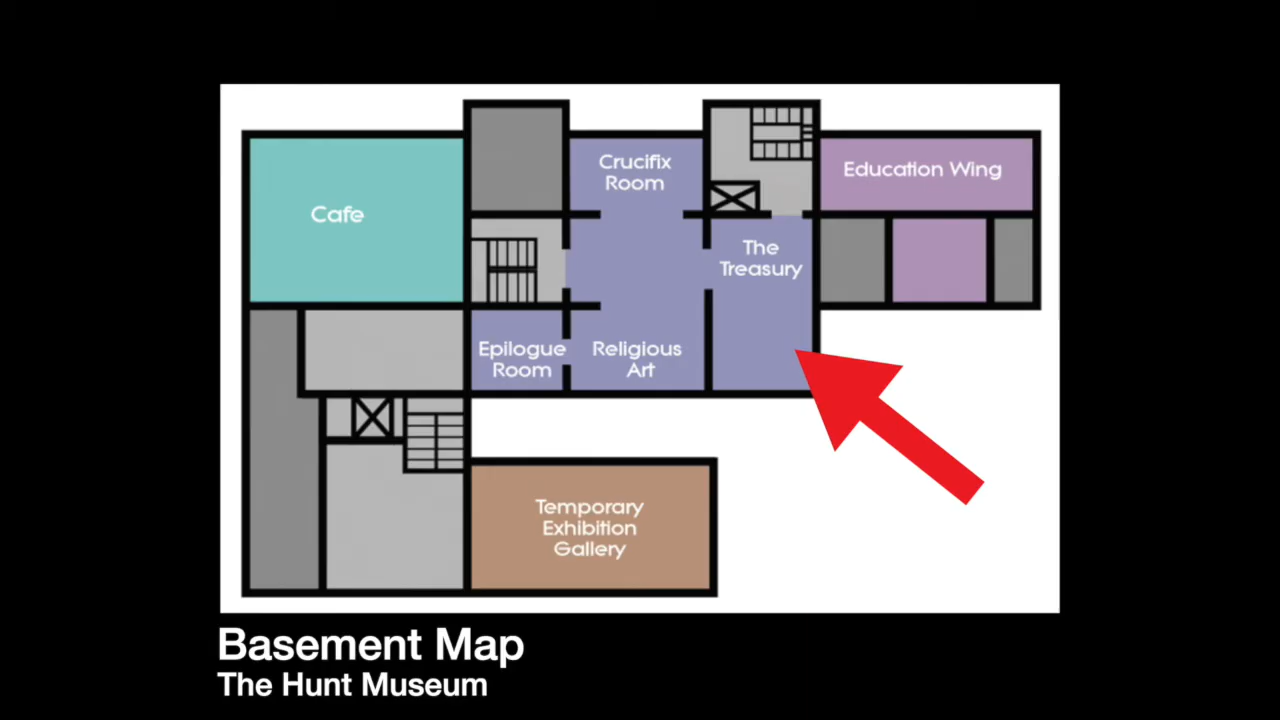 Crucifix
Room
Education Wing
Cafe
The
Treasury
Epilogue
Room
Religious
Art
Temporary
Exhibition
Gallery
Basement Map
The Hunt Museum